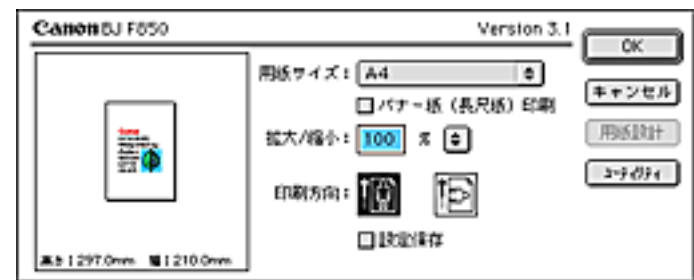 Canon BJ F850
Version 3.1
OK
用紙サイズ： A4
キャンセル
バナー紙（長尺紙）印刷
用紙設計
拡大/縮小： 100 %
ユーティリティ
印刷方向：
設定保存
高さ：297.0mm 幅：210.0mm